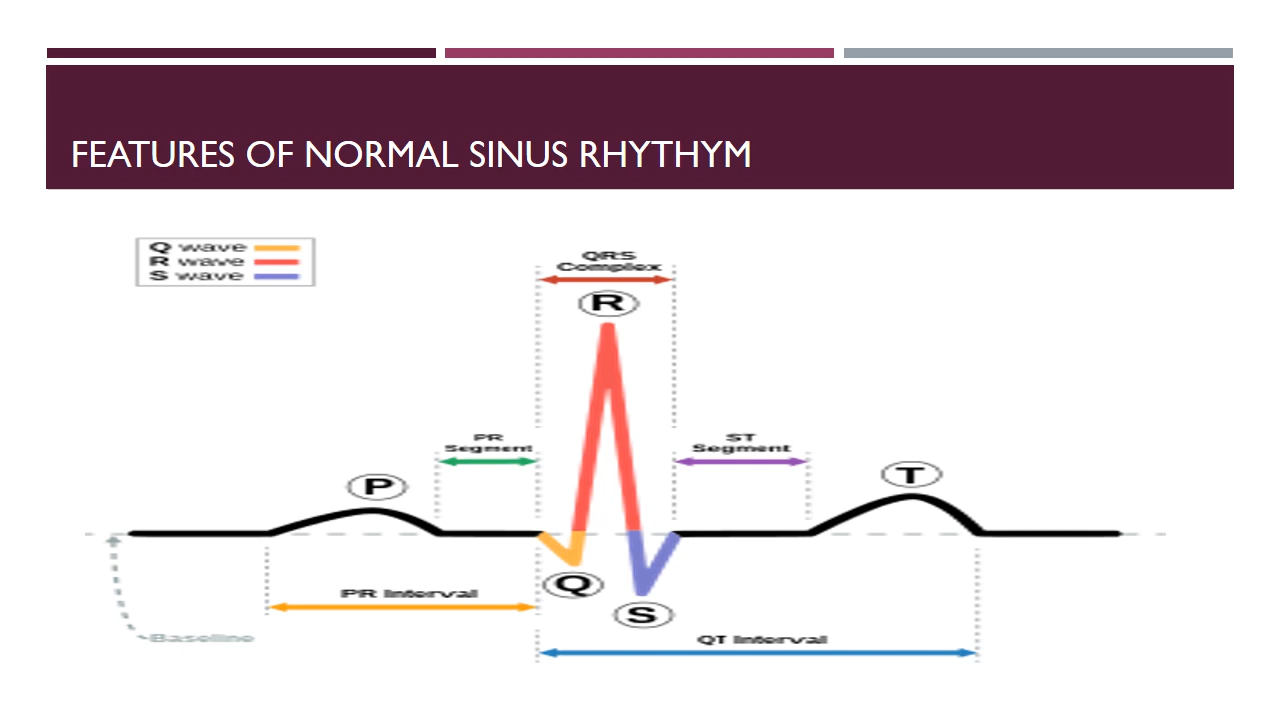 FEATURES OF NORMAL SINUS RHYTHYM
Q wave
R wave
S wave
QRS
Complex
R
PR
Segment
ST
Segment
P
T
Q
PR Interval
S
Baseline
QT Interval